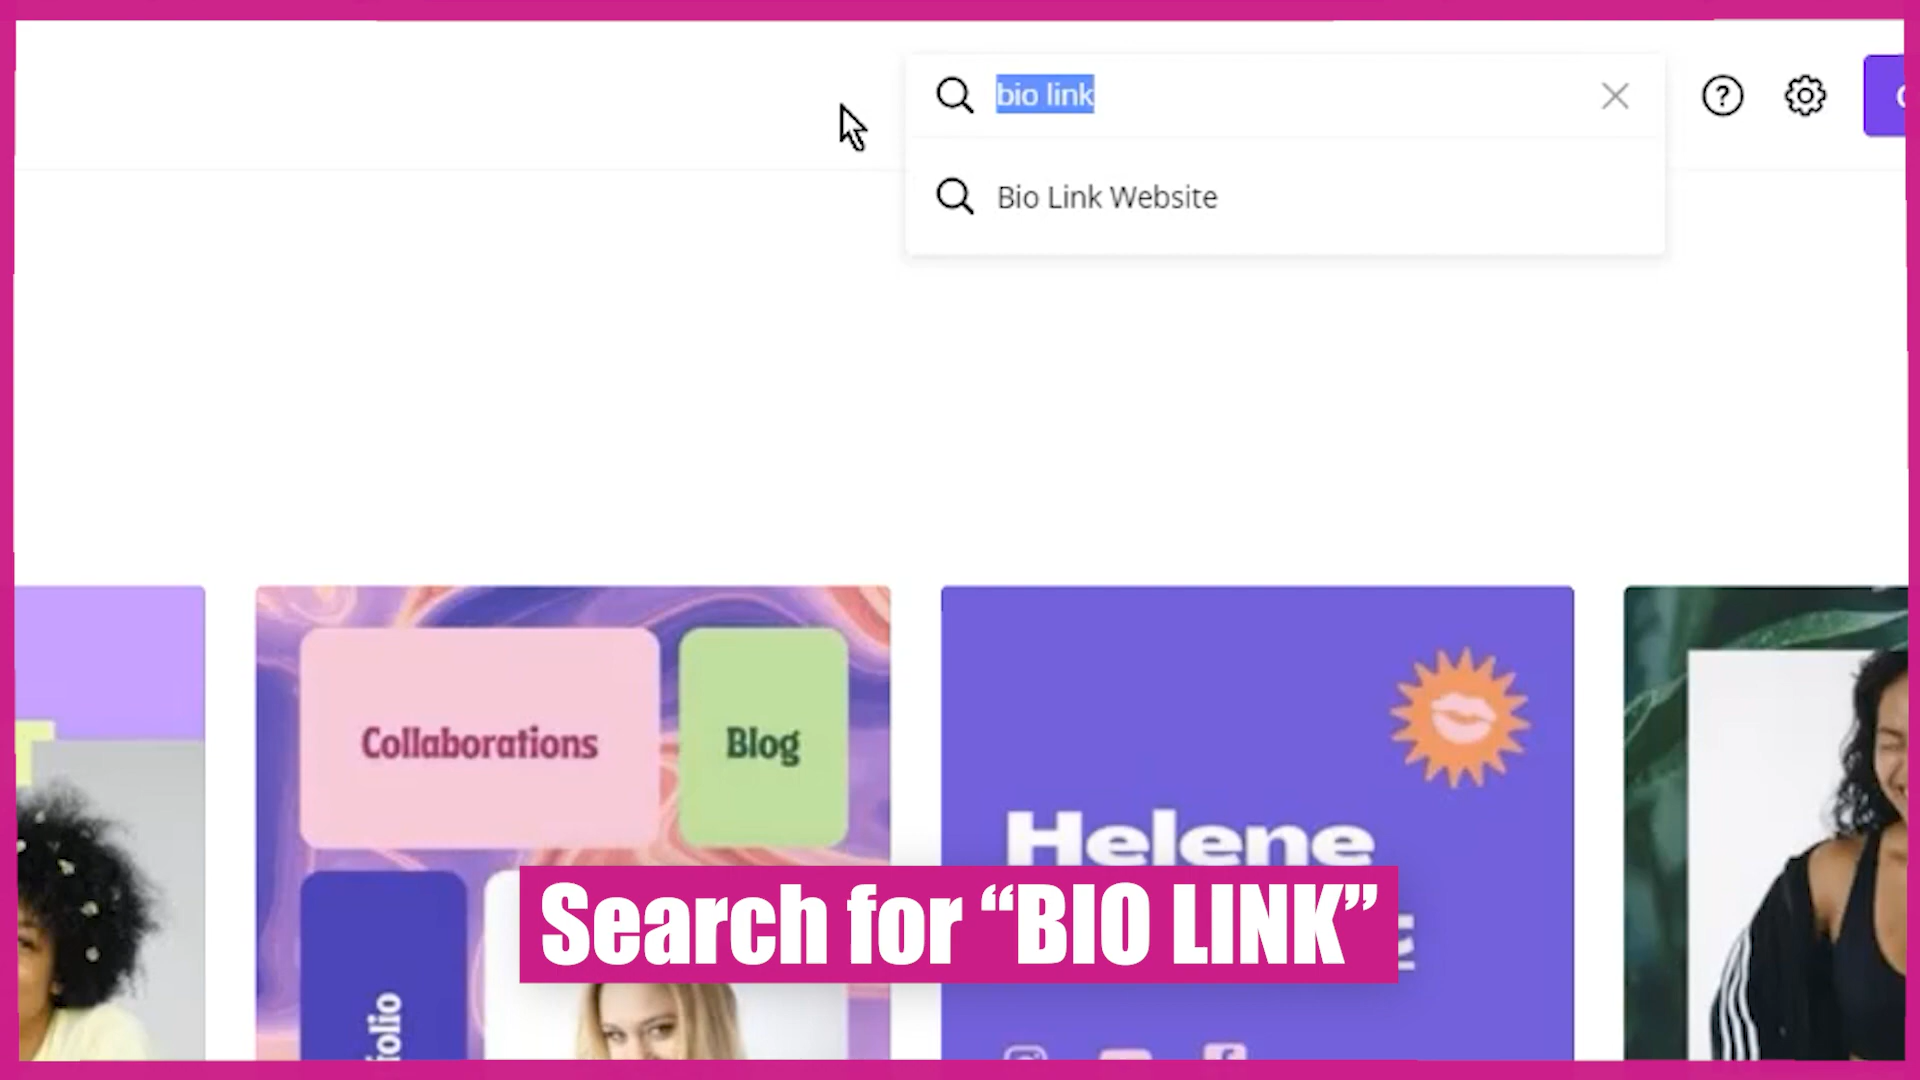 bio link
Bio Link Website
Collaborations
Blog
Helene
Search for “BIO LINK”